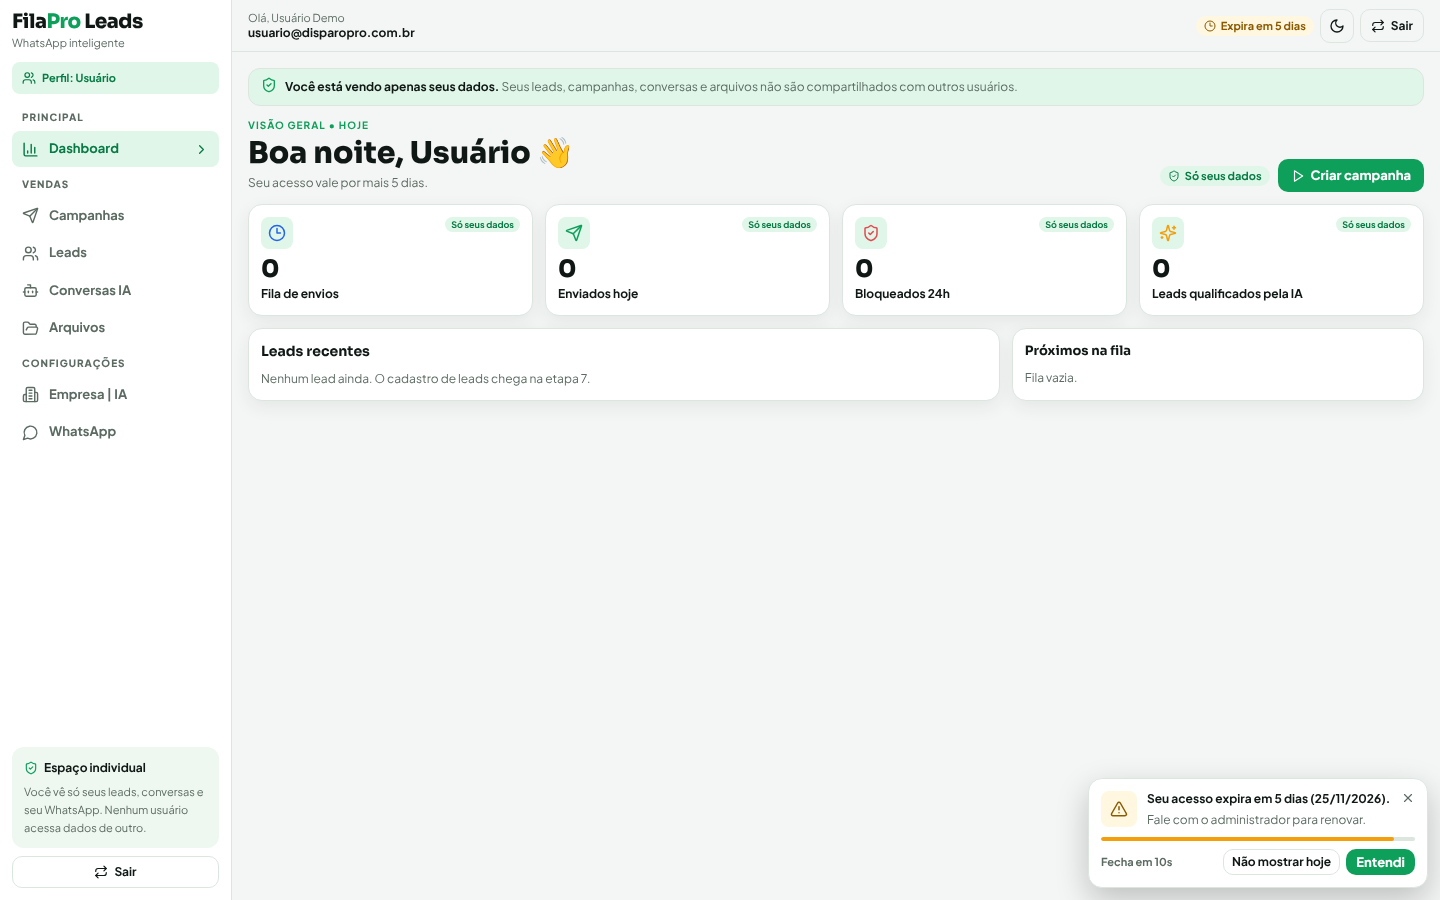 FilaPro Leads
WhatsApp inteligente
Perfil: Usuário
PRINCIPAL
Dashboard
VENDAS
Campanhas
Leads
Conversas IA
Arquivos
CONFIGURAÇÕES
Empresa | IA
WhatsApp
Espaço individual
Você vê só seus leads, conversas e
seu WhatsApp. Nenhum usuário
acessa dados de outro.
Sair
Olá, Usuário Demo
usuario@disparopro.com.br
Expira em 5 dias
Sair
Você está vendo apenas seus dados. Seus leads, campanhas, conversas e arquivos não são compartilhados com outros usuários.
VISÃO GERAL • HOJE
Boa noite, Usuário 👋
Seu acesso vale por mais 5 dias.
Só seus dados
Criar campanha
Só seus dados
0
Fila de envios
Só seus dados
0
Enviados hoje
Só seus dados
0
Bloqueados 24h
Só seus dados
0
Leads qualificados pela IA
Leads recentes
Nenhum lead ainda. O cadastro de leads chega na etapa 7.
Próximos na fila
Fila vazia.
Seu acesso expira em 5 dias (25/11/2026).
Fale com o administrador para renovar.
Fecha em 10s
Não mostrar hoje
Entendi